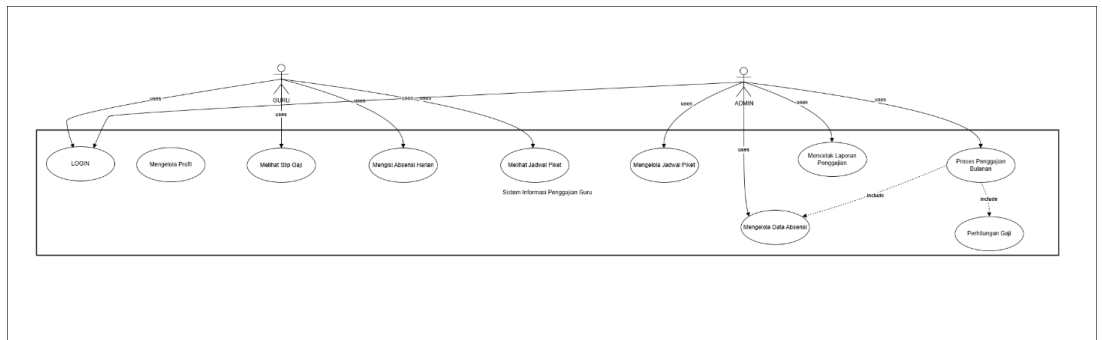 GURU
ADMIN
uses
uses
uses
uses
uses
uses
uses
uses
uses
LOGIN
Mengelola Profil
Melihat Slip Gaji
Mengisi Absensi Harian
Melihat Jadwal Piket
Mengelola Jadwal Piket
Mencetak Laporan
Penggajian
Proses Penggajian
Bulanan
Sistem Informasi Penggajian Guru
include
include
Mengelola Data Absensi
Perhitungan Gaji